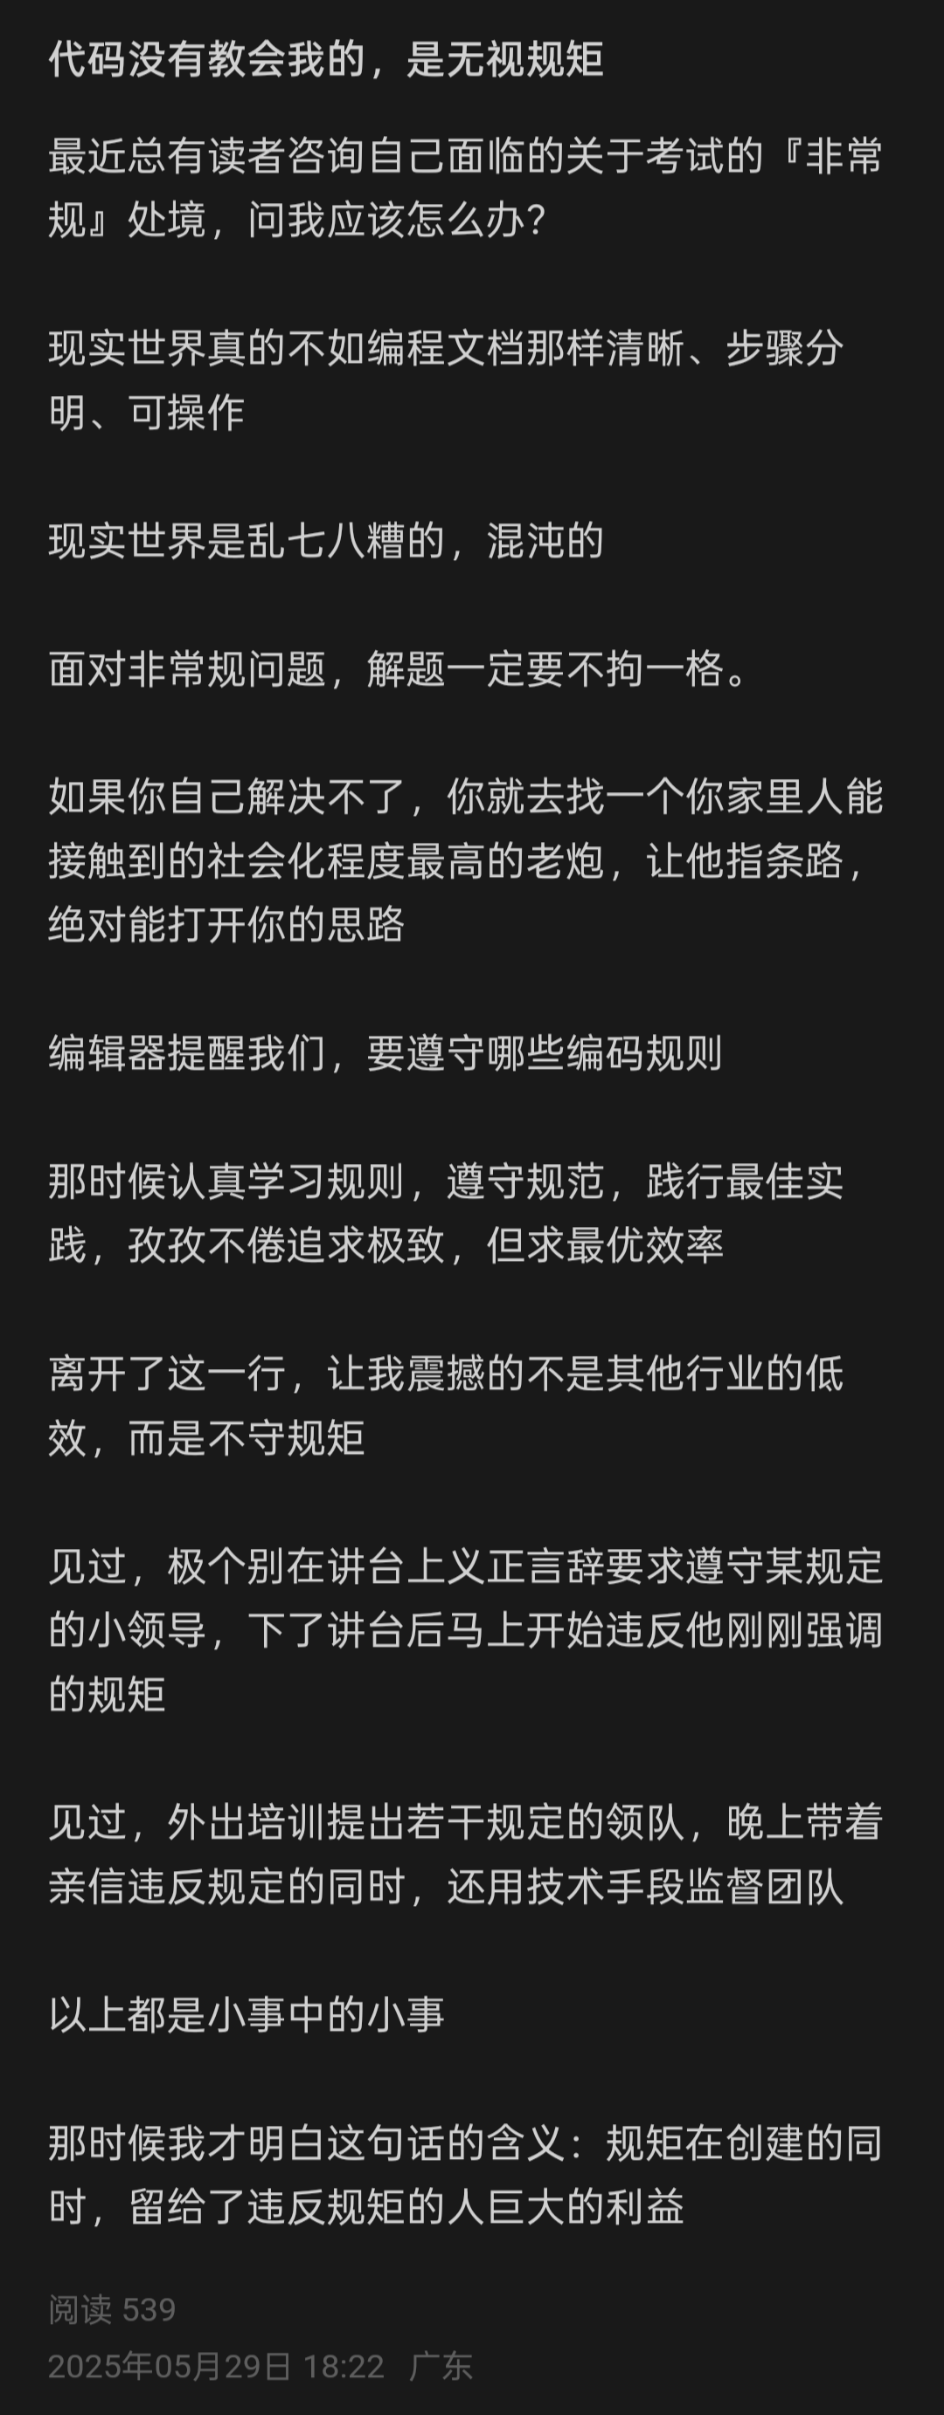 代码没有教会我的，是无视规矩
最近总有读者咨询自己面临的关于考试的『非常
规』处境，问我应该怎么办？
现实世界真的不如编程文档那样清晰、步骤分
明、可操作
现实世界是乱七八糟的，混沌的
面对非常规问题，解题一定要不拘一格。
如果你自己解决不了，你就去找一个你家里人能
接触到的社会化程度最高的老炮，让他指条路，
绝对能打开你的思路
编辑器提醒我们，要遵守哪些编码规则
那时候认真学习规则，遵守规范，践行最佳实
践，孜孜不倦追求极致，但求最优效率
离开了这一行，让我震撼的不是其他行业的低
效，而是不守规矩
见过，极个别在讲台上义正言辞要求遵守某规定
的小领导，下了讲台后马上开始违反他刚刚强调
的规矩
见过，外出培训提出若干规定的领队，晚上带着
亲信违反规定的同时，还用技术手段监督团队
以上都是小事中的小事
那时候我才明白这句话的含义：规矩在创建的同
时，留给了违反规矩的人巨大的利益
阅读 539
2025年05月29日 18:22 广东